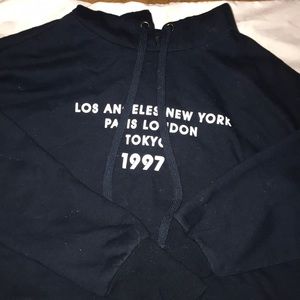 LOS ANGELES NEW YORK
PARIS LONDON
TOKYO
1997